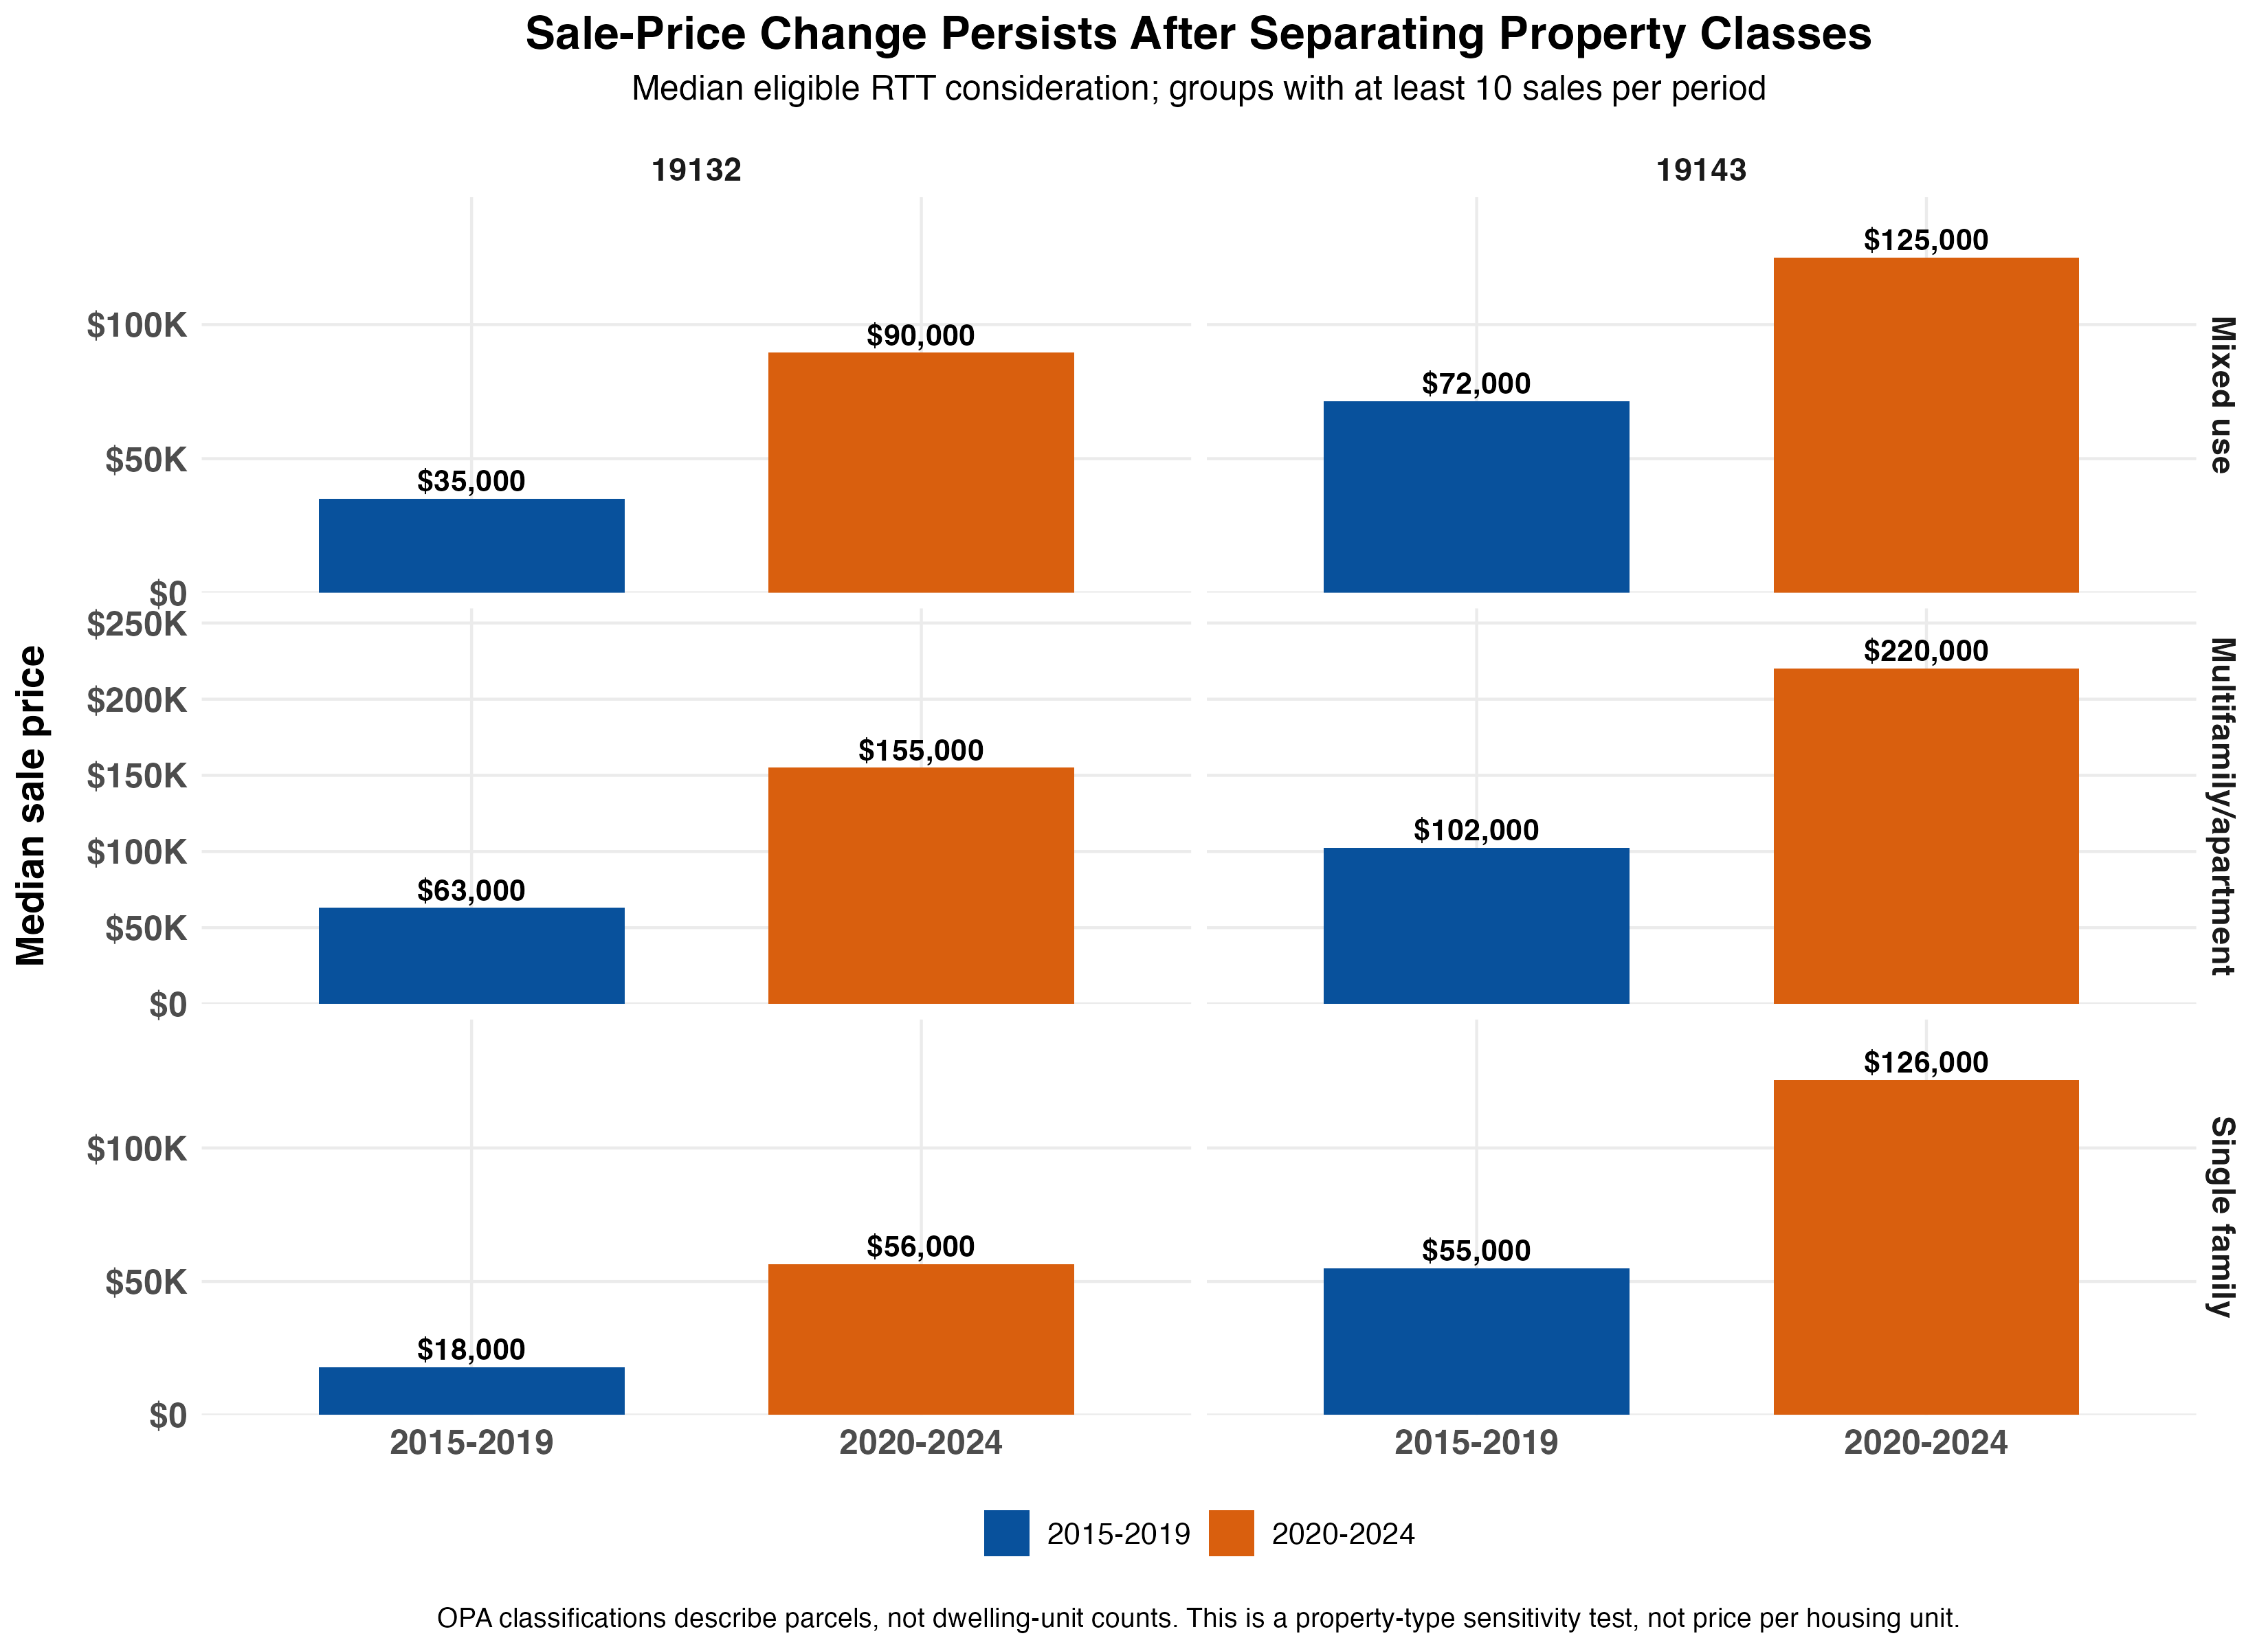 Sale-Price Change Persists After Separating Property Classes
Median eligible RTT consideration; groups with at least 10 sales per period
19132
19143
$125,000
$100K
$90,000
$72,000
$50K
$35,000
$0
Mixed use
$250K
$220,000
$200K
$155,000
$150K
$102,000
$100K
$63,000
$50K
$0
Multifamily/apartment
Median sale price
$126,000
$100K
$56,000
$55,000
$50K
$18,000
$0
Single family
2015-2019
2020-2024
2015-2019
2020-2024
2015-2019
2020-2024
OPA classifications describe parcels, not dwelling-unit counts. This is a property-type sensitivity test, not price per housing unit.